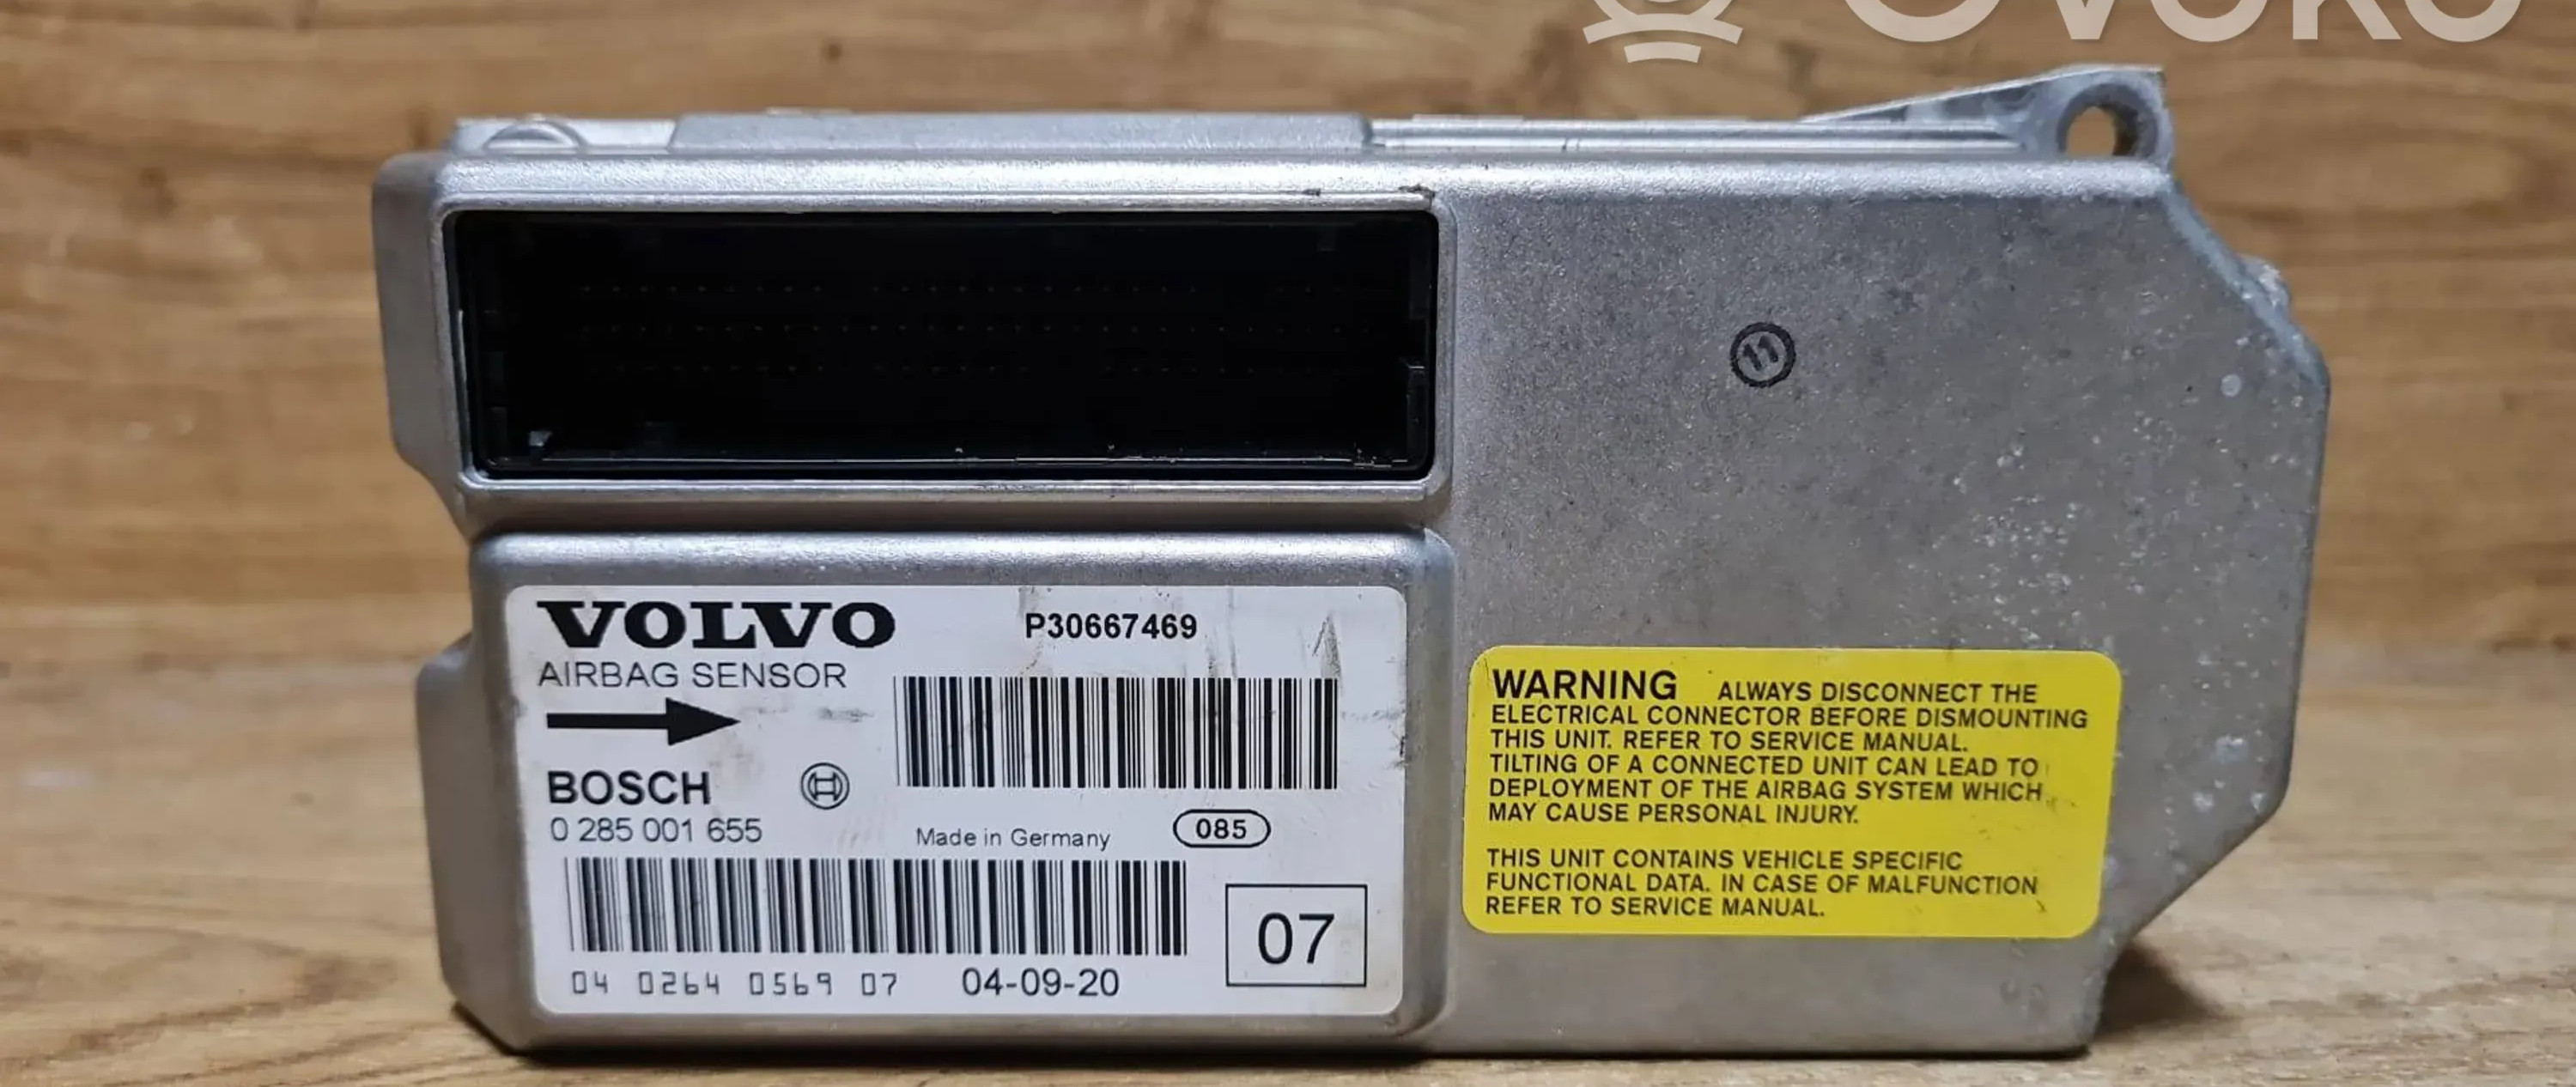 OVOKO
11
VOLVO
P30667469
AIRBAG SENSOR
BOSCH
0 285 001 655
Made in Germany
085
04 0264 0569 07
04-09-20
07
WARNING ALWAYS DISCONNECT THE
ELECTRICAL CONNECTOR BEFORE DISMOUNTING
THIS UNIT. REFER TO SERVICE MANUAL.
TILTING OF A CONNECTED UNIT CAN LEAD TO
DEPLOYMENT OF THE AIRBAG SYSTEM WHICH
MAY CAUSE PERSONAL INJURY.
THIS UNIT CONTAINS VEHICLE SPECIFIC
FUNCTIONAL DATA. IN CASE OF MALFUNCTION
REFER TO SERVICE MANUAL.